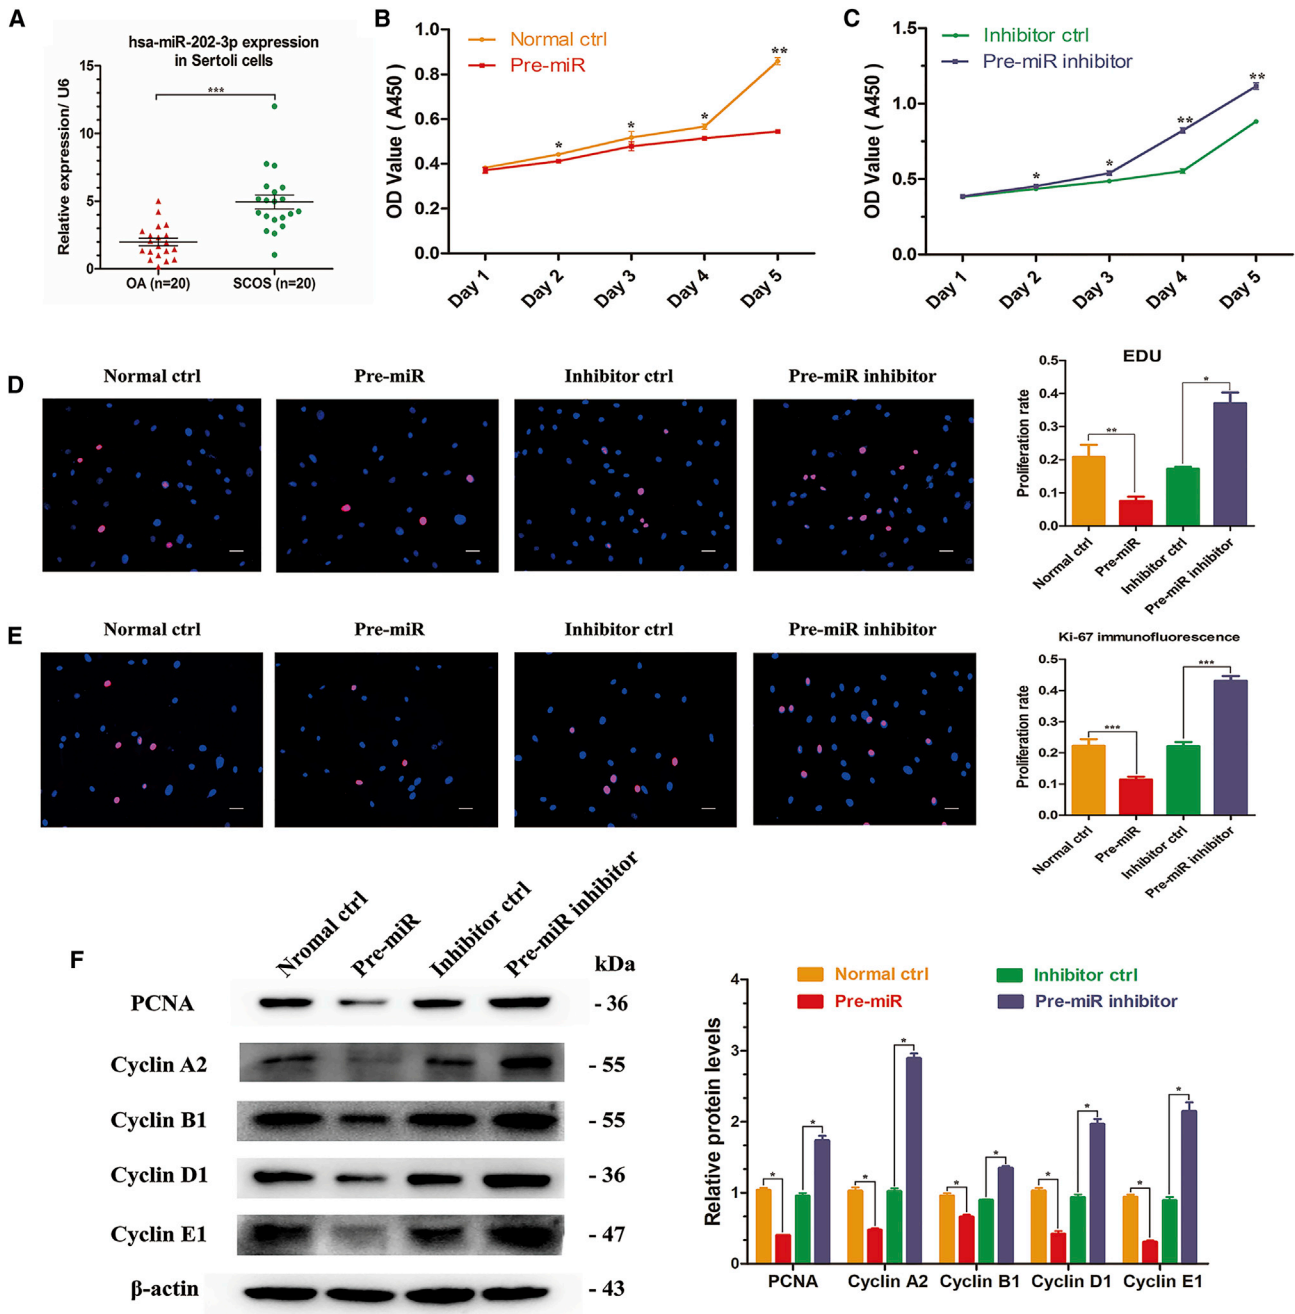 A
hsa-miR-202-3p expression
in Sertoli cells
Relative expression/ U6
15
10
5
0
***
OA (n=20)
SCOS (n=20)
B
OD Value ( A450 )
1.0
0.8
0.6
0.4
0.2
0.0
Normal ctrl
Pre-miR
*
*
*
**
Day 1
Day 2
Day 3
Day 4
Day 5
C
OD Value ( A450 )
1.5
1.0
0.5
0.0
Inhibitor ctrl
Pre-miR inhibitor
*
*
**
**
Day 1
Day 2
Day 3
Day 4
Day 5
D
Normal ctrl
Pre-miR
Inhibitor ctrl
Pre-miR inhibitor
EDU
Proliferation rate
0.5
0.4
0.3
0.2
0.1
0.0
**
*
Normal ctrl
Pre-miR
Inhibitor ctrl
Pre-miR inhibitor
E
Normal ctrl
Pre-miR
Inhibitor ctrl
Pre-miR inhibitor
Ki-67 immunofluorescence
Proliferation rate
0.5
0.4
0.3
0.2
0.1
0.0
***
***
Normal ctrl
Pre-miR
Inhibitor ctrl
Pre-miR inhibitor
F
Nromal ctrl
Pre-miR
Inhibitor ctrl
Pre-miR inhibitor
kDa
PCNA
- 36
Cyclin A2
- 55
Cyclin B1
- 55
Cyclin D1
- 36
Cyclin E1
- 47
β-actin
- 43
Relative protein levels
4
3
2
1
0
Normal ctrl
Pre-miR
Inhibitor ctrl
Pre-miR inhibitor
*
*
*
*
*
*
*
*
*
*
PCNA
Cyclin A2
Cyclin B1
Cyclin D1
Cyclin E1